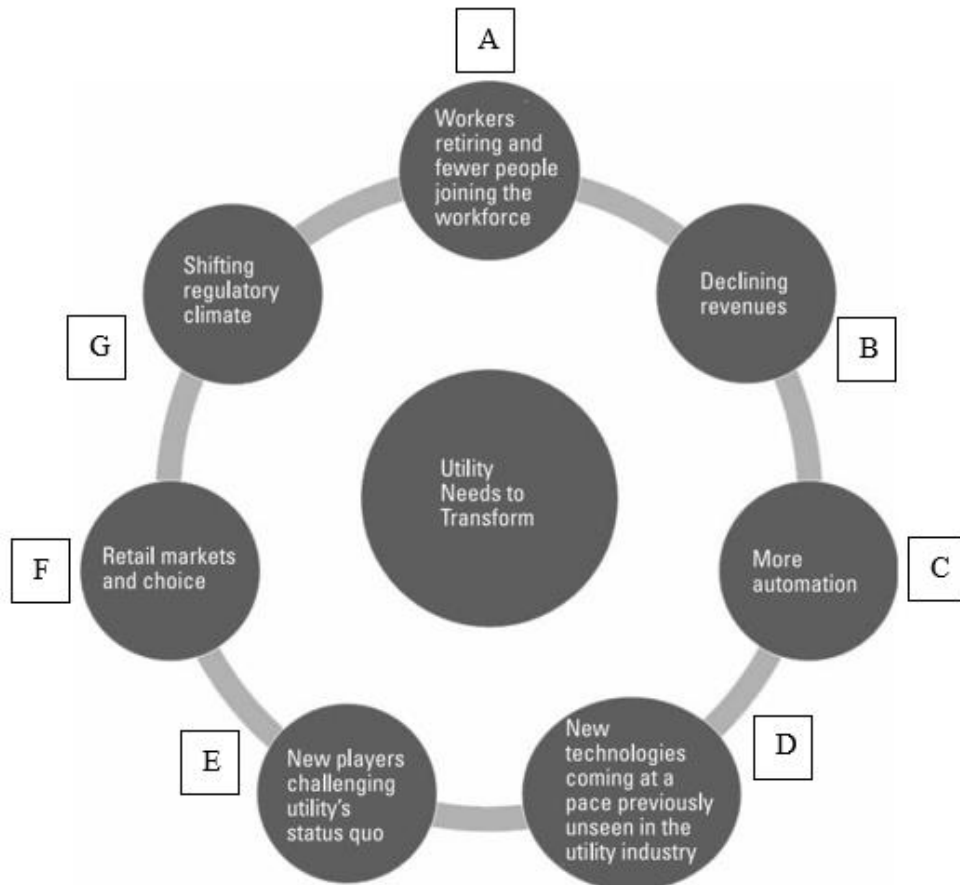 A
Workers
retiring and
fewer people
joining the
workforce
Declining
revenues
B
More
automation
C
New
technologies
coming at a
pace previously
unseen in the
utility industry
D
New players
challenging
utility's
status quo
E
Retail markets
and choice
F
Shifting
regulatory
climate
G
Utility
Needs to
Transform